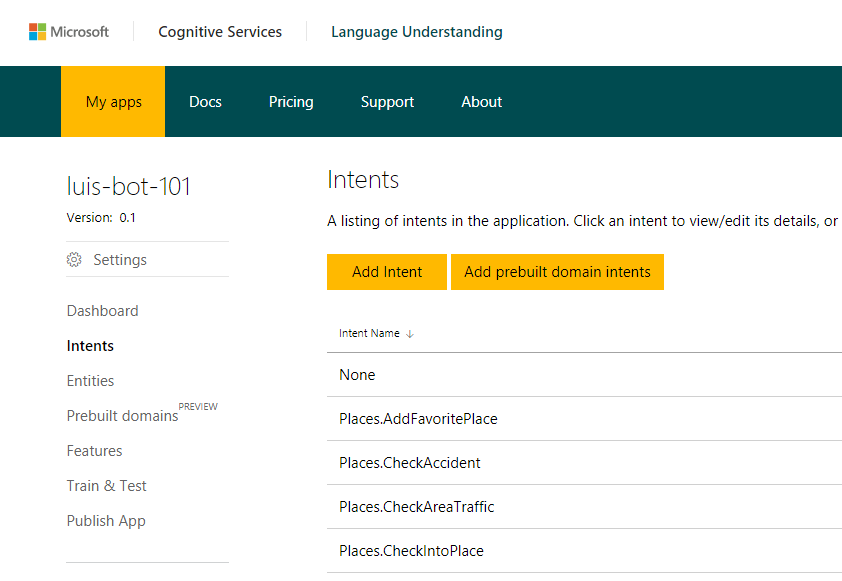 Microsoft Cognitive Services Language Understanding
My apps Docs Pricing Support About
luis-bot-101
Version: 0.1
Settings
Dashboard
Intents
Entities
Prebuilt domains PREVIEW
Features
Train & Test
Publish App
Intents
A listing of intents in the application. Click an intent to view/edit its details, or
Add Intent Add prebuilt domain intents
Intent Name ↓
None
Places.AddFavoritePlace
Places.CheckAccident
Places.CheckAreaTraffic
Places.CheckIntoPlace